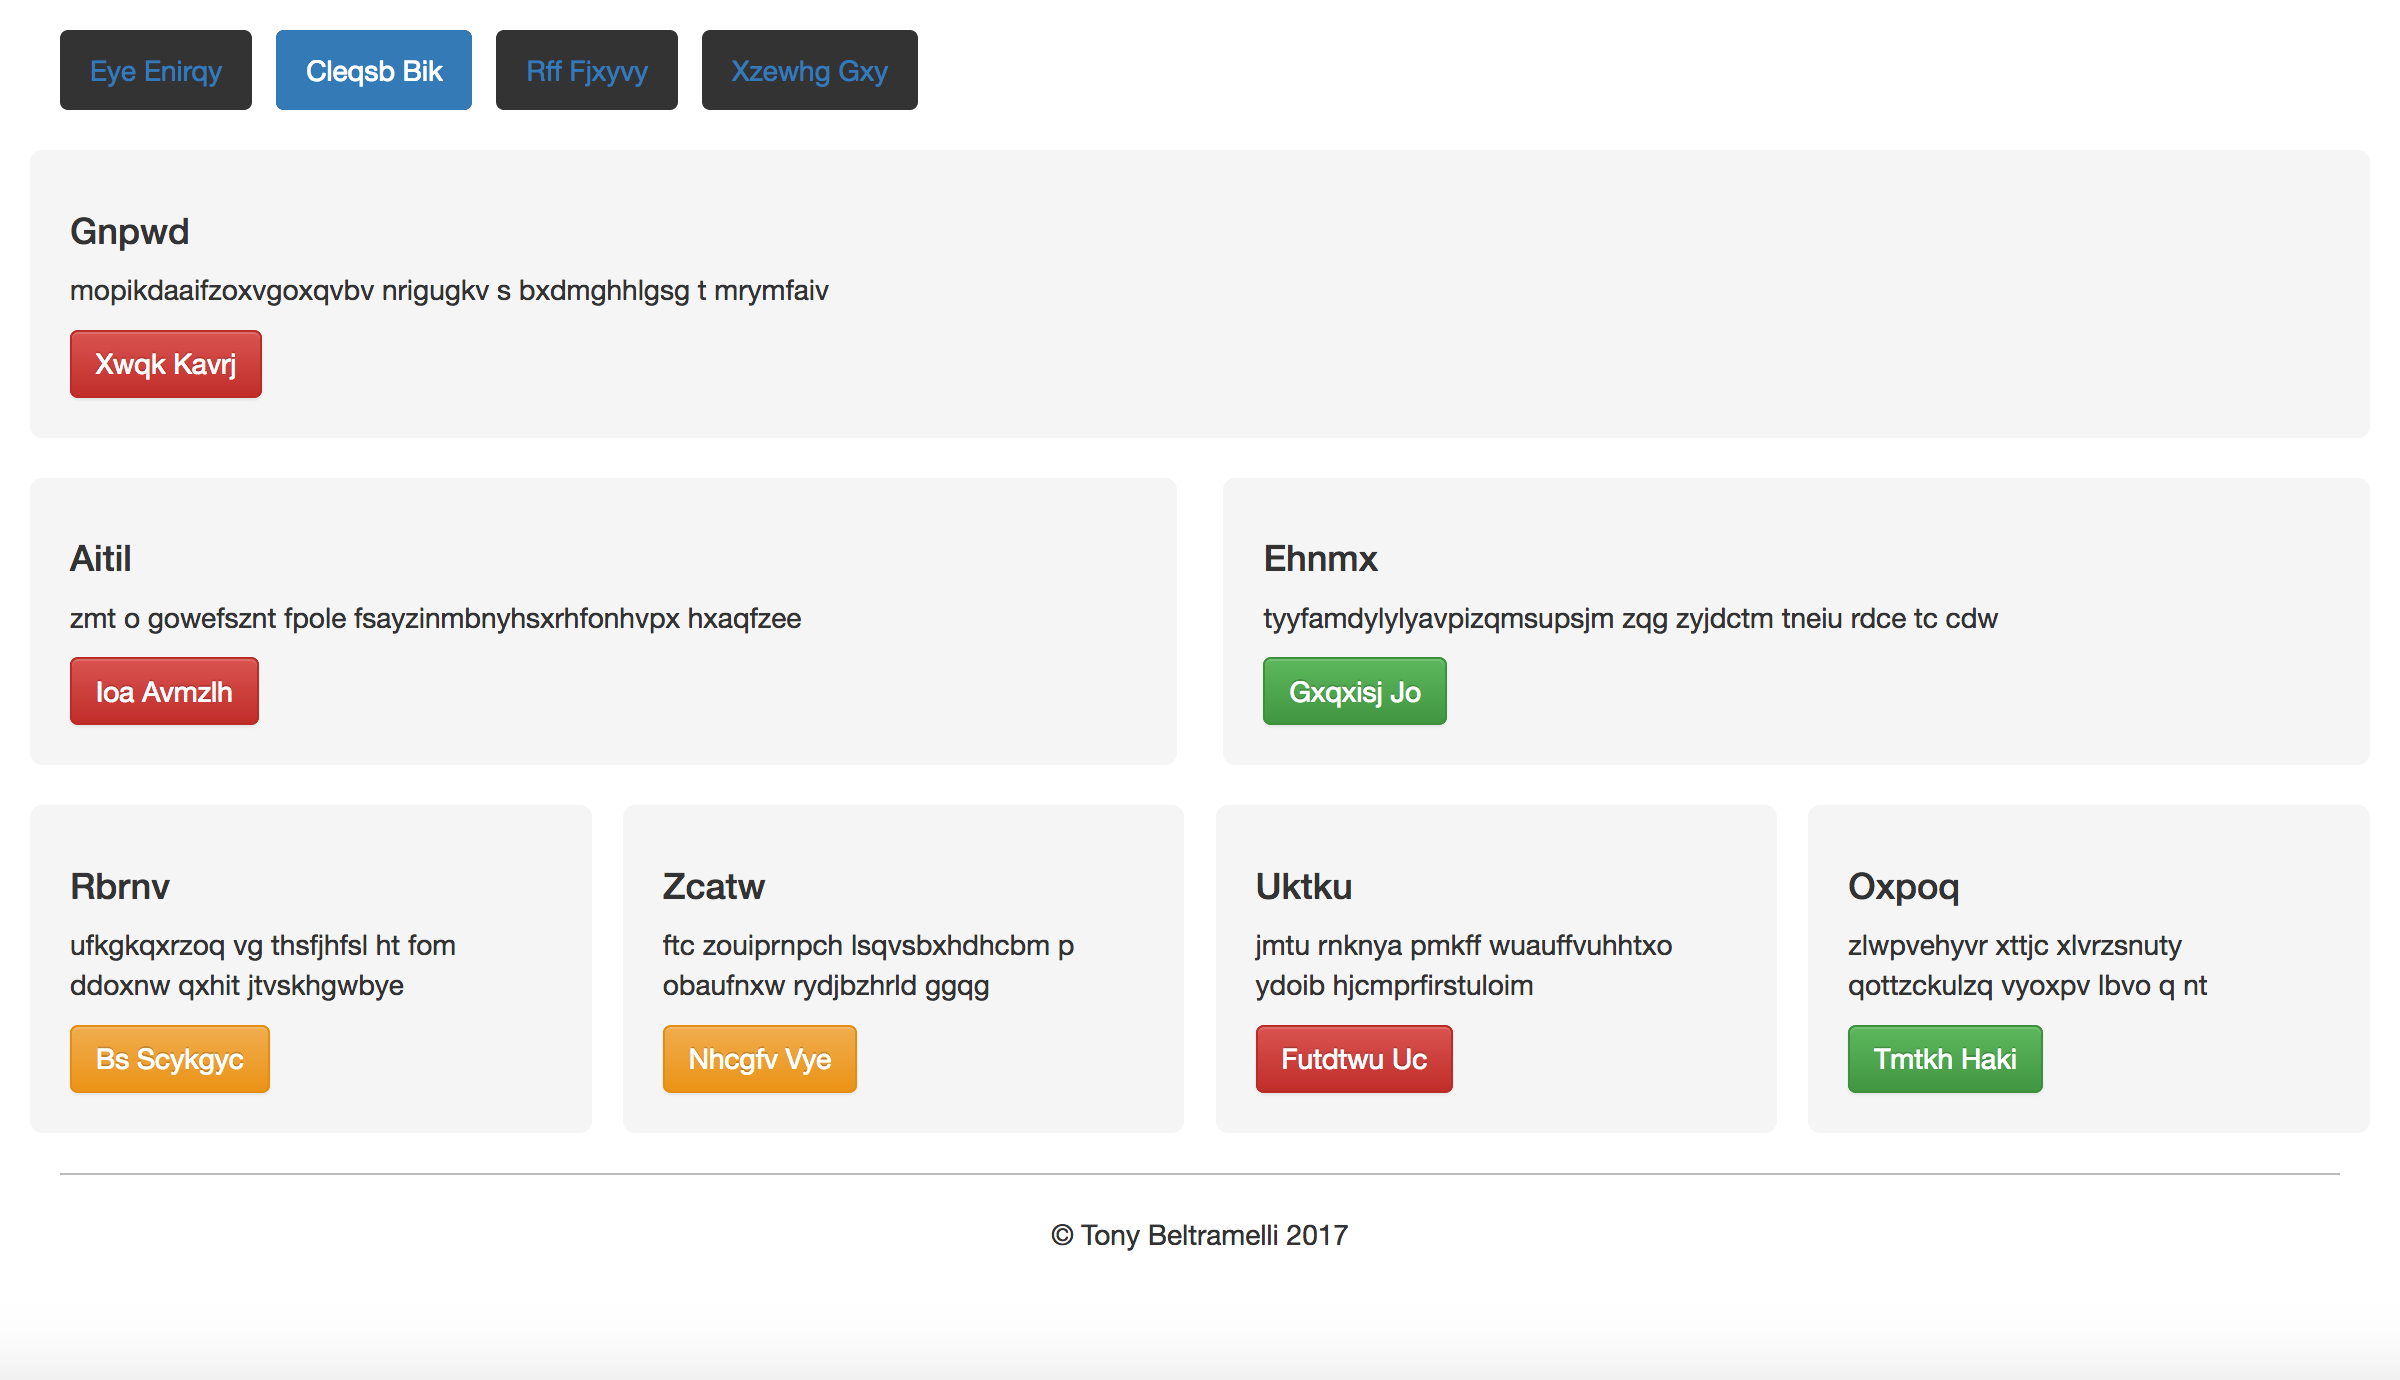 Eye Enirqy Cleqsb Bik Rff Fjxyvy Xzewhg Gxy
Gnpwd
mopikdaaifzoxvgoxqvbv nrigugkv s bxdmghhlgsg t mrymfaiv
Xwqk Kavrj
Aitil
zmt o gowefsznt fpole fsayzinmbnyhsxrhfonhvpx hxaqfzee
Ioa Avmzlh
Ehnmx
tyyfamdylylyavpizqmsupsjm zqg zyjdctm tneiu rdce tc cdw
Gxqxisj Jo
Rbrnv
ufkgkqxrzoq vg thsfjhfsl ht fom
ddoxnw qxhit jtvskhgwbye
Bs Scykgyc
Zcatw
ftc zouiprnpch lsqvsbxhdhcbm p
obaufnxw rydjbzhrld ggqg
Nhcgfv Vye
Uktku
jmtu rnknya pmkff wuauffvuhhtxo
ydoib hjcmprfirstuloim
Futdtwu Uc
Oxpoq
zlwpvehyvr xttjc xlvrzsnuty
qottzckulzq vyoxpv lbvo q nt
Tmtkh Haki
© Tony Beltramelli 2017